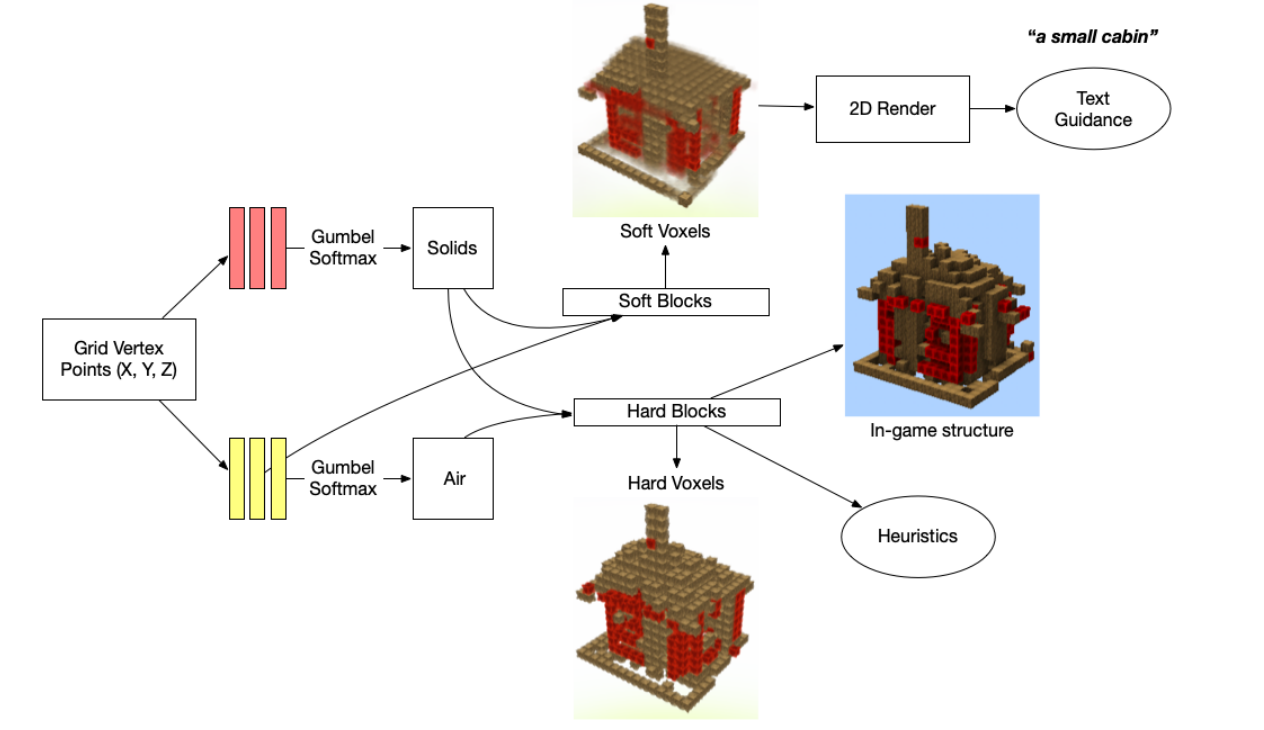 “a small cabin”
2D Render
Text
Guidance
Soft Voxels
Gumbel
Softmax
Solids
Soft Blocks
Grid Vertex
Points (X, Y, Z)
Hard Blocks
In-game structure
Gumbel
Softmax
Air
Hard Voxels
Heuristics